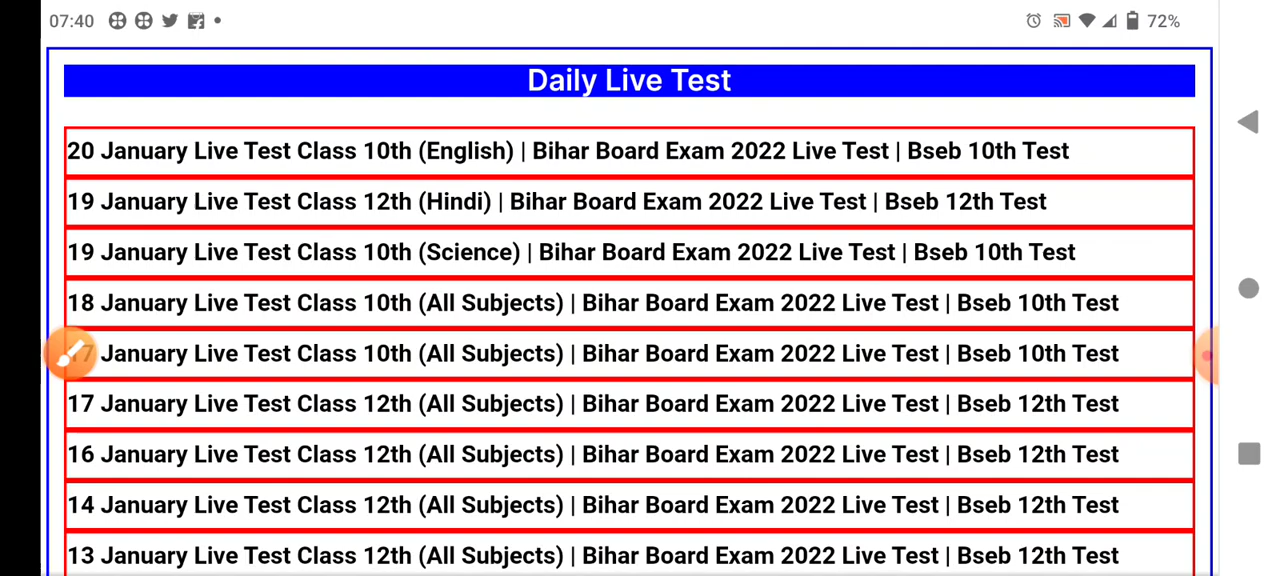 07:40 72%
Daily Live Test
20 January Live Test Class 10th (English) | Bihar Board Exam 2022 Live Test | Bseb 10th Test
19 January Live Test Class 12th (Hindi) | Bihar Board Exam 2022 Live Test | Bseb 12th Test
19 January Live Test Class 10th (Science) | Bihar Board Exam 2022 Live Test | Bseb 10th Test
18 January Live Test Class 10th (All Subjects) | Bihar Board Exam 2022 Live Test | Bseb 10th Test
17 January Live Test Class 10th (All Subjects) | Bihar Board Exam 2022 Live Test | Bseb 10th Test
17 January Live Test Class 12th (All Subjects) | Bihar Board Exam 2022 Live Test | Bseb 12th Test
16 January Live Test Class 12th (All Subjects) | Bihar Board Exam 2022 Live Test | Bseb 12th Test
14 January Live Test Class 12th (All Subjects) | Bihar Board Exam 2022 Live Test | Bseb 12th Test
13 January Live Test Class 12th (All Subjects) | Bihar Board Exam 2022 Live Test | Bseb 12th Test